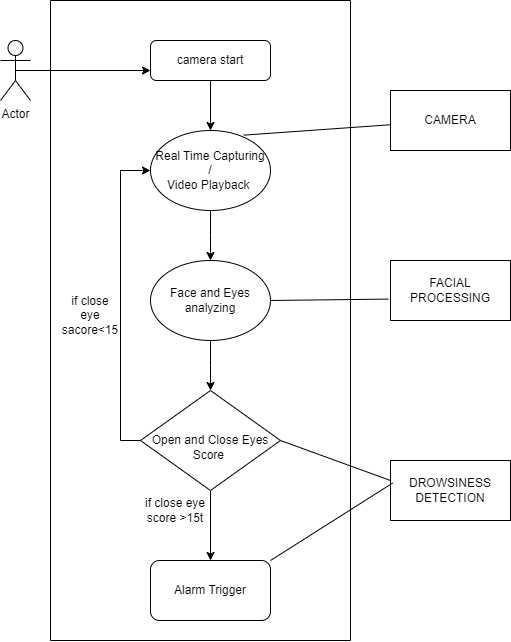 camera start
Actor
CAMERA
Real Time Capturing
/
Video Playback
FACIAL
PROCESSING
Face and Eyes
analyzing
if close
eye
sacore<15
Open and Close Eyes
Score
DROWSINESS
DETECTION
if close eye
score >15t
Alarm Trigger